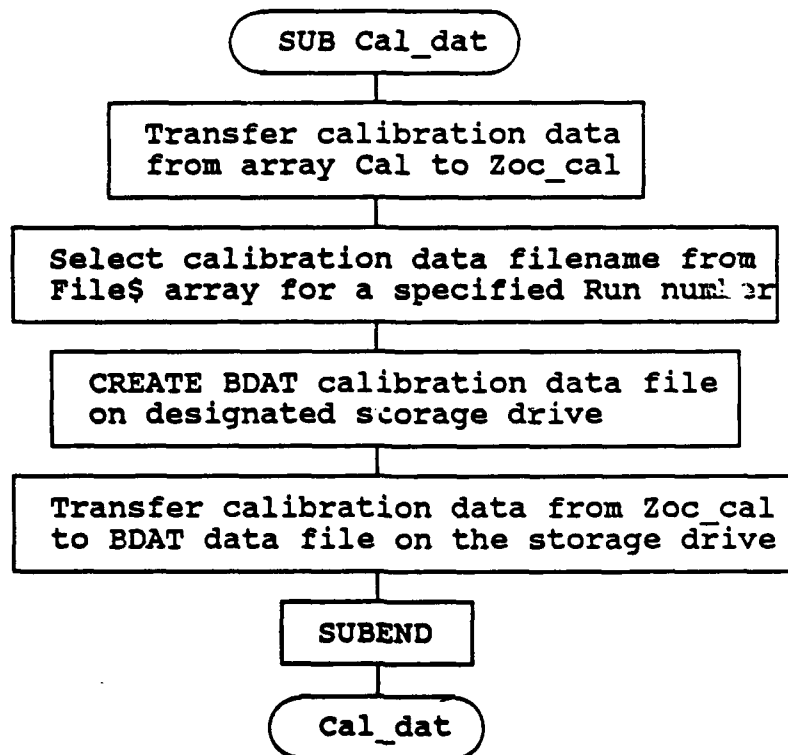 SUB Cal_dat
Transfer calibration data
from array Cal to Zoc_cal
Select calibration data filename from
File$ array for a specified Run number
CREATE BDAT calibration data file
on designated storage drive
Transfer calibration data from Zoc_cal
to BDAT data file on the storage drive
SUBEND
Cal_dat